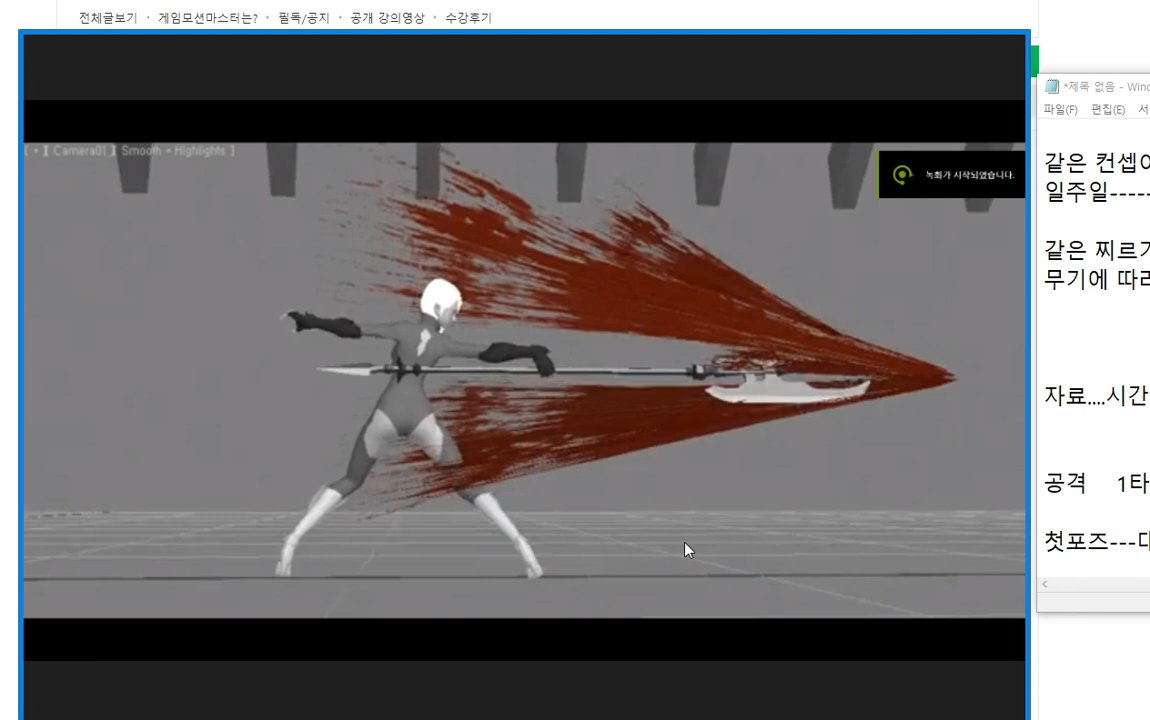 전체글보기 · 게임모션마스터는? · 필독/공지 · 공개 강의영상 · 수강후기
[ + [ Camera01 ] Smooth + Highlights ]
녹화가 시작되었습니다.
*제목 없음 - Wind
파일(F) 편집(E) 서
같은 컨셉이
일주일-----
같은 찌르기
무기에 따라
자료....시간
공격 1타
첫포즈---대